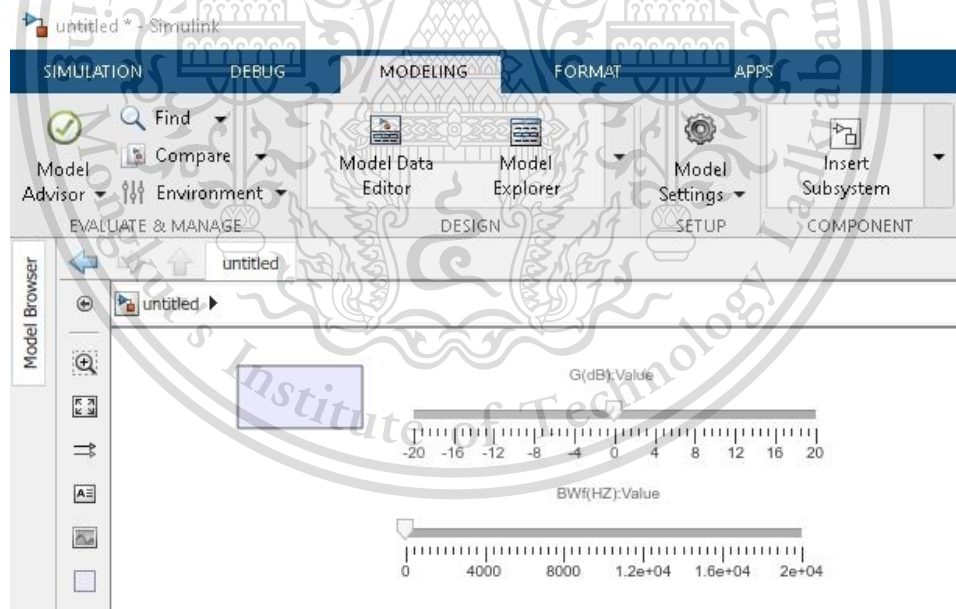 untitled * - Simulink
SIMULATION DEBUG MODELING FORMAT APPS
Find
Compare
Environment
Model Advisor
Model Data Editor
Model Explorer
Model Settings
Insert Subsystem
EVALUATE & MANAGE DESIGN SETUP COMPONENT
Model Browser
untitled
untitled
G(dB):Value
-20 -16 -12 -8 -4 0 4 8 12 16 20
BWf(HZ):Value
0 4000 8000 1.2e+04 1.6e+04 2e+04
Institute of Technology